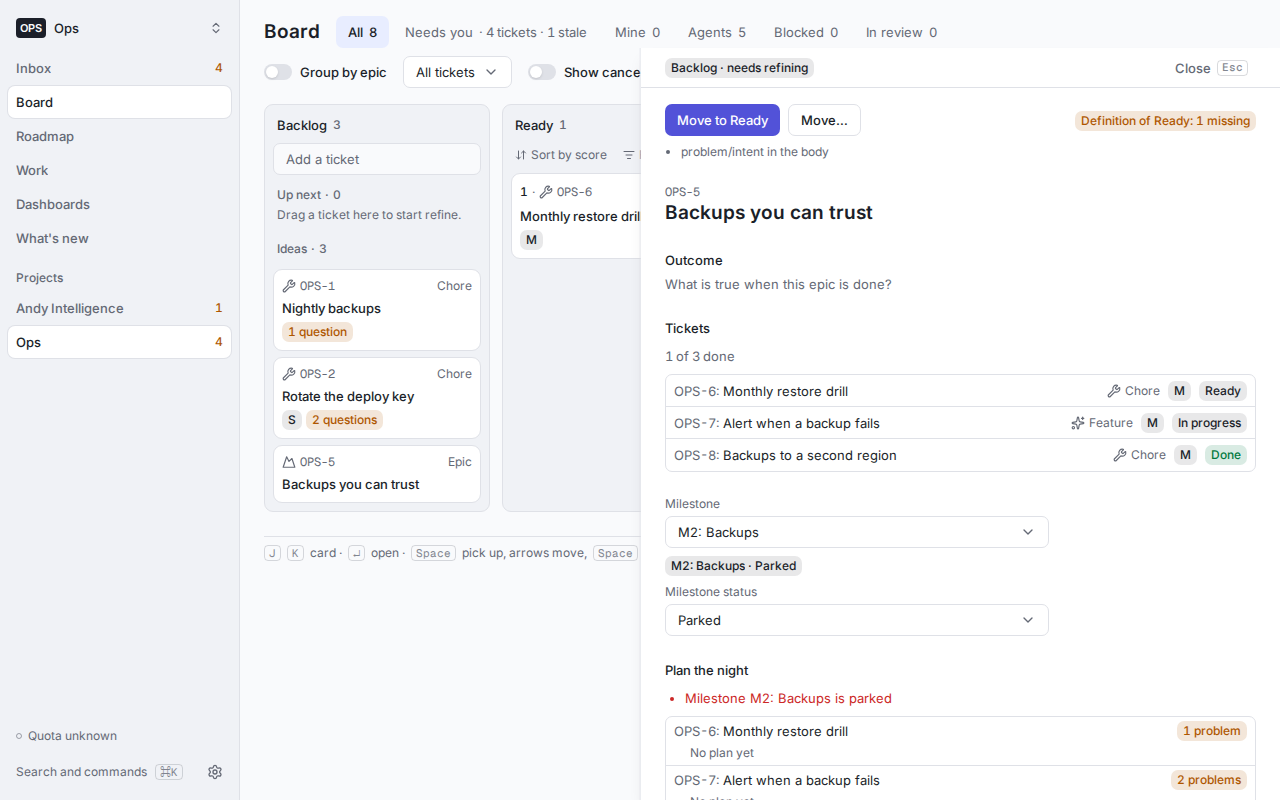 OPS Ops
Inbox 4
Board
Roadmap
Work
Dashboards
What's new
Projects
Andy Intelligence 1
Ops 4
Quota unknown
Search and commands ⌘K
Board All 8 Needs you · 4 tickets · 1 stale Mine 0 Agents 5 Blocked 0 In review 0
Group by epic All tickets Show cance
Backlog 3
Add a ticket
Up next · 0
Drag a ticket here to start refine.
Ideas · 3
OPS-1 Chore
Nightly backups
1 question
OPS-2 Chore
Rotate the deploy key
S 2 questions
OPS-5 Epic
Backups you can trust
Ready 1
Sort by score
1 · OPS-6
Monthly restore dril
M
J K card · ↵ open · Space pick up, arrows move, Space
Backlog · needs refining Close Esc
Move to Ready Move... Definition of Ready: 1 missing
• problem/intent in the body
OPS-5
Backups you can trust
Outcome
What is true when this epic is done?
Tickets
1 of 3 done
OPS-6: Monthly restore drill Chore M Ready
OPS-7: Alert when a backup fails Feature M In progress
OPS-8: Backups to a second region Chore M Done
Milestone
M2: Backups
M2: Backups · Parked
Milestone status
Parked
Plan the night
• Milestone M2: Backups is parked
OPS-6: Monthly restore drill 1 problem
No plan yet
OPS-7: Alert when a backup fails 2 problems
No plan yet